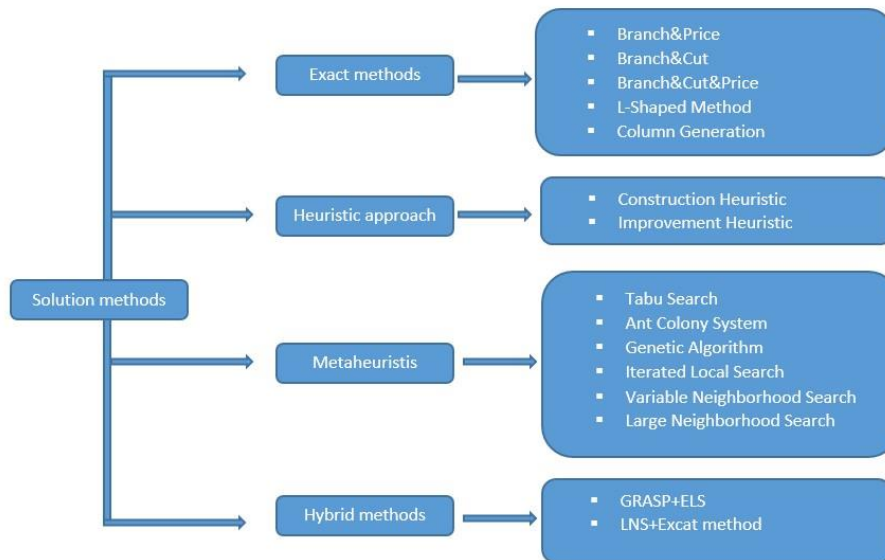 Solution methods
Exact methods
Branch&Price
Branch&Cut
Branch&Cut&Price
L-Shaped Method
Column Generation
Heuristic approach
Construction Heuristic
Improvement Heuristic
Metaheuristis
Tabu Search
Ant Colony System
Genetic Algorithm
Iterated Local Search
Variable Neighborhood Search
Large Neighborhood Search
Hybrid methods
GRASP+ELS
LNS+Excat method